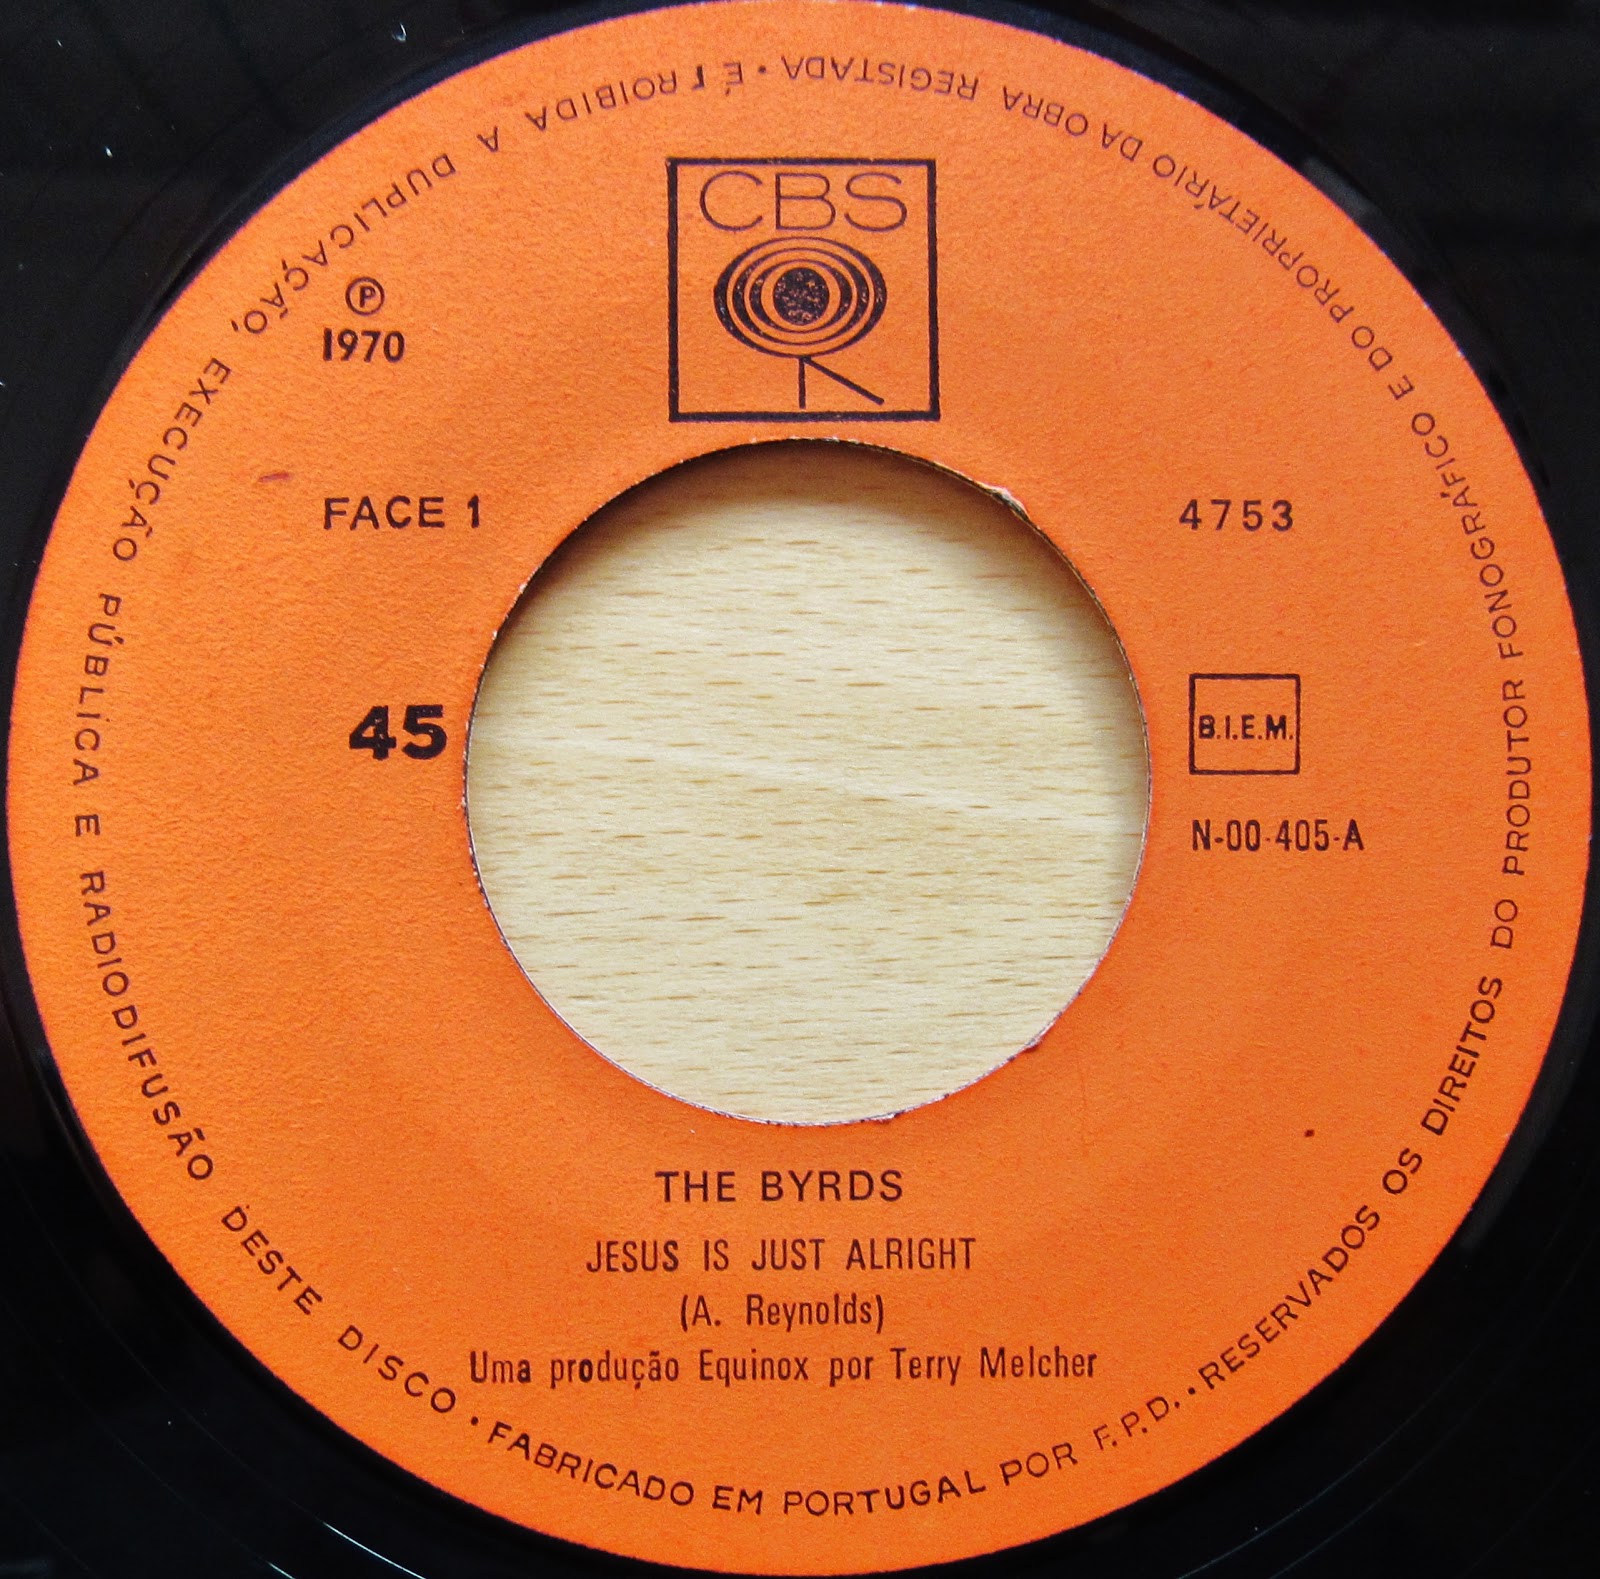 CBS
℗
1970
FACE 1
4753
45
B.I.E.M.
N-00-405-A
THE BYRDS
JESUS IS JUST ALRIGHT
(A. Reynolds)
Uma produção Equinox por Terry Melcher
FABRICADO EM PORTUGAL POR F.P.D. • RESERVADOS OS DIREITOS DO PRODUTOR FONOGRÁFICO E DO PROPRIETÁRIO DA OBRA REGISTADA • É PROIBIDA A DUPLICAÇÃO, EXECUÇÃO PÚBLICA E RADIODIFUSÃO DESTE DISCO •